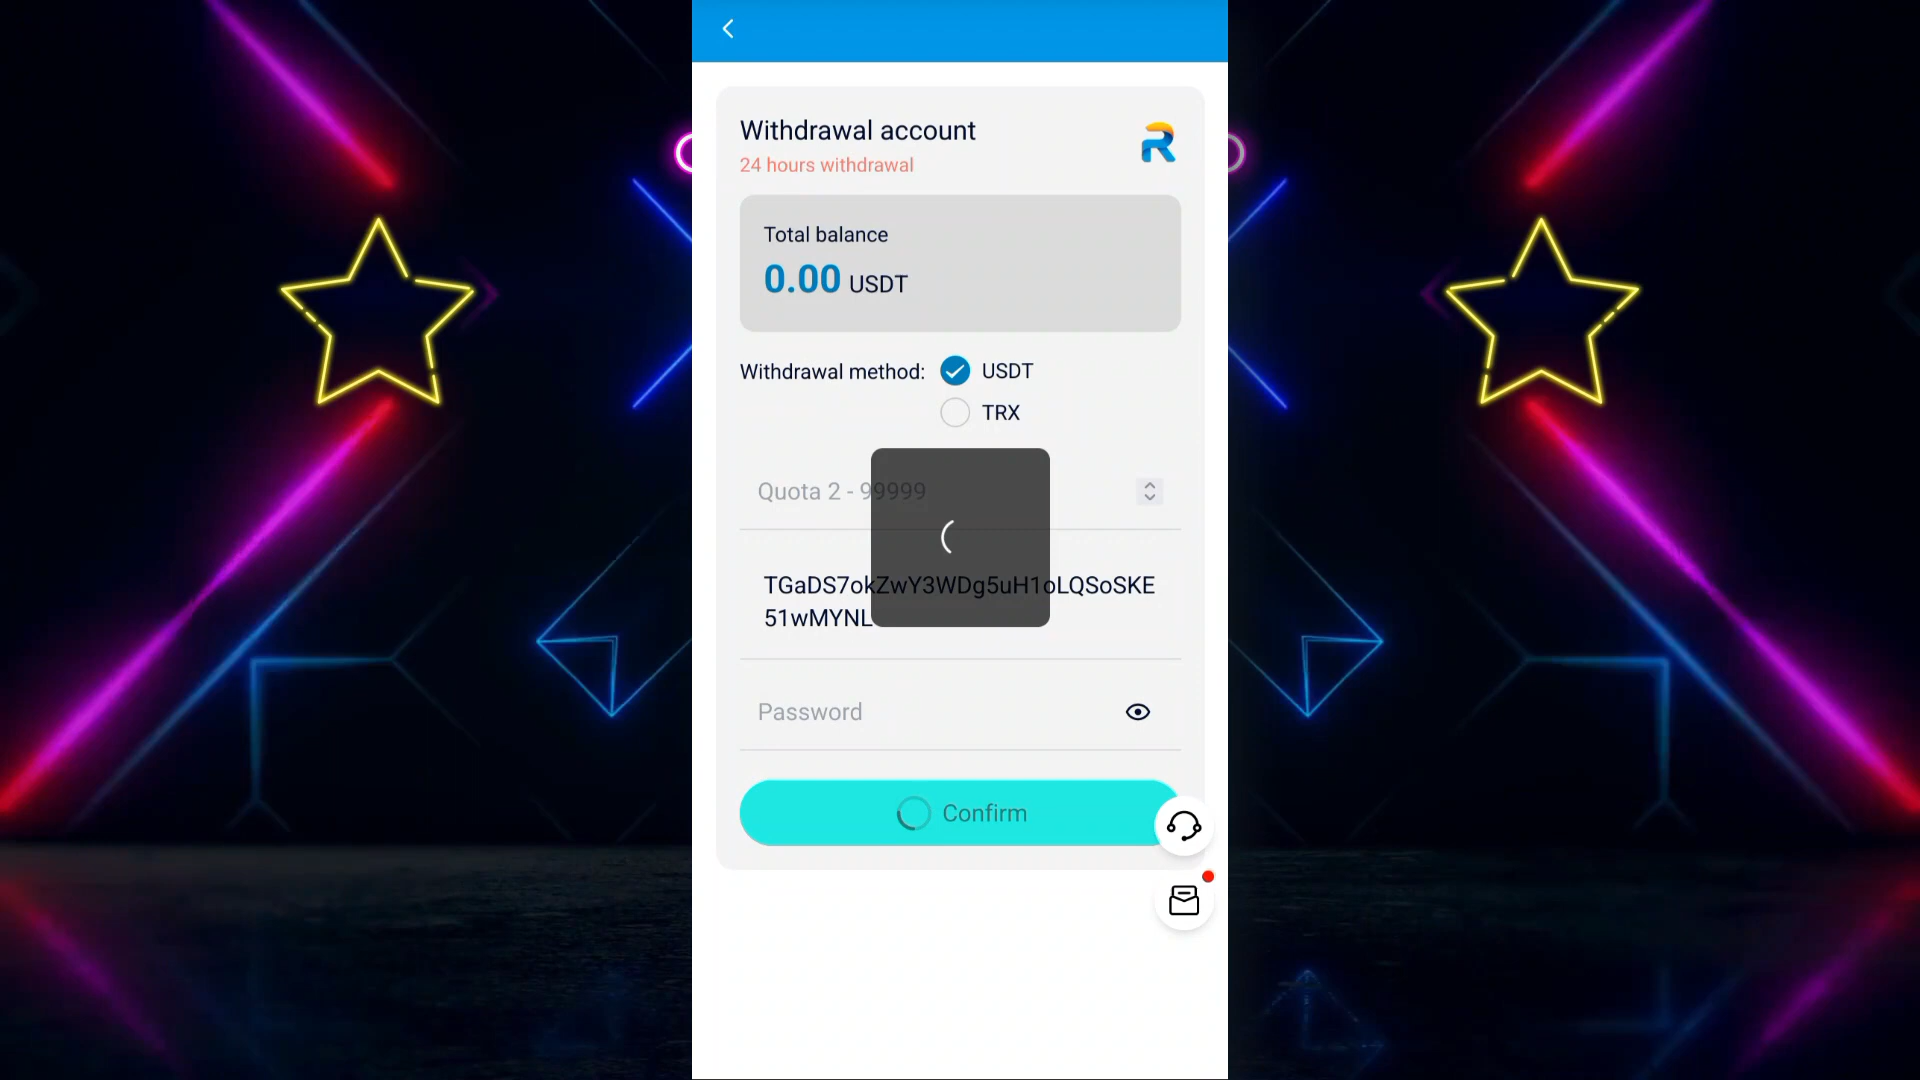 Withdrawal account
24 hours withdrawal
Total balance
0.00 USDT
Withdrawal method: USDT
TRX
Quota 2 - 99999
TGaDS7okZwY3WDg5uH1oLQSoSKE
51wMYNL
Password
Confirm